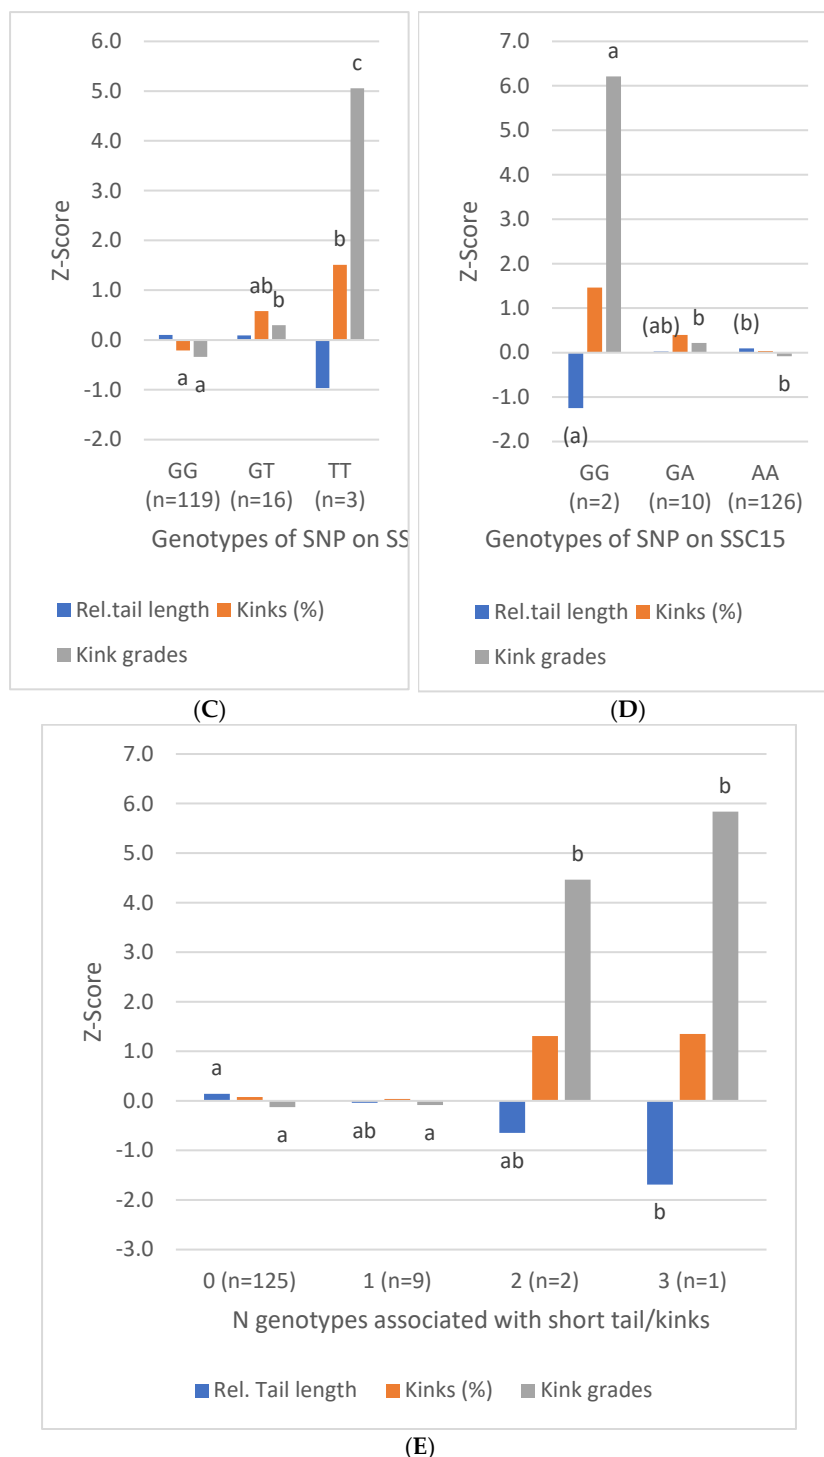 6.0
5.0
4.0
3.0
2.0
1.0
0.0
-1.0
-2.0
Z-Score
c
b
ab
b
a
a
GG
(n=119)
GT
(n=16)
TT
(n=3)
Genotypes of SNP on SS
Rel.tail length
Kinks (%)
Kink grades
(C)
7.0
6.0
5.0
4.0
3.0
2.0
1.0
0.0
-1.0
-2.0
Z-Score
a
(ab)
b
(b)
b
(a)
GG
(n=2)
GA
(n=10)
AA
(n=126)
Genotypes of SNP on SSC15
Rel.tail length
Kinks (%)
Kink grades
(D)
7.0
6.0
5.0
4.0
3.0
2.0
1.0
0.0
-1.0
-2.0
-3.0
Z-Score
b
b
a
a
ab
a
ab
b
0 (n=125)
1 (n=9)
2 (n=2)
3 (n=1)
N genotypes associated with short tail/kinks
Rel. Tail length
Kinks (%)
Kink grades
(E)